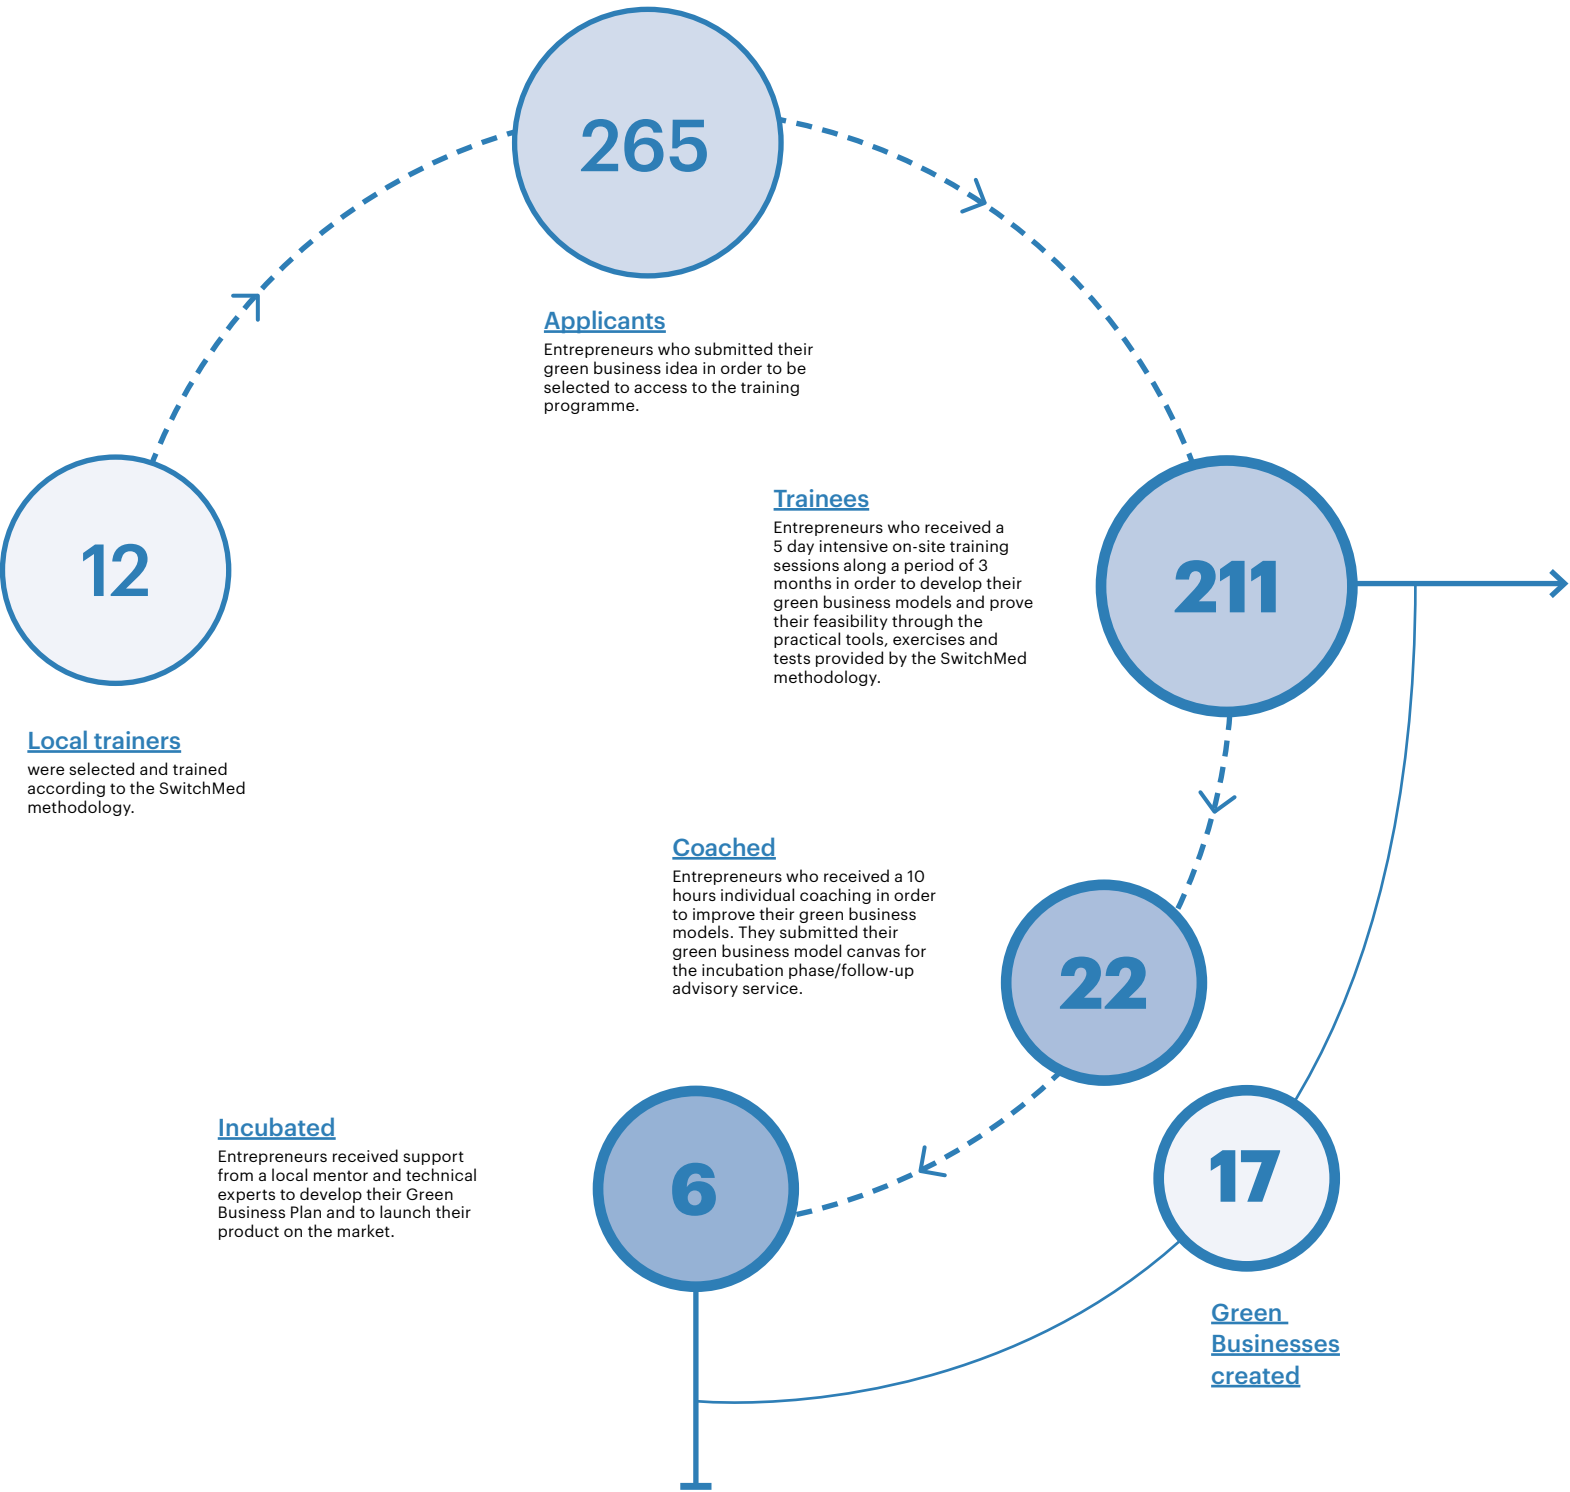 265
Applicants
Entrepreneurs who submitted their
green business idea in order to be
selected to access to the training
programme.
12
Local trainers
were selected and trained
according to the SwitchMed
methodology.
Trainees
Entrepreneurs who received a
5 day intensive on-site training
sessions along a period of 3
months in order to develop their
green business models and prove
their feasibility through the
practical tools, exercises and
tests provided by the SwitchMed
methodology.
211
Coached
Entrepreneurs who received a 10
hours individual coaching in order
to improve their green business
models. They submitted their
green business model canvas for
the incubation phase/follow-up
advisory service.
22
Incubated
Entrepreneurs received support
from a local mentor and technical
experts to develop their Green
Business Plan and to launch their
product on the market.
6
17
Green
Businesses
created